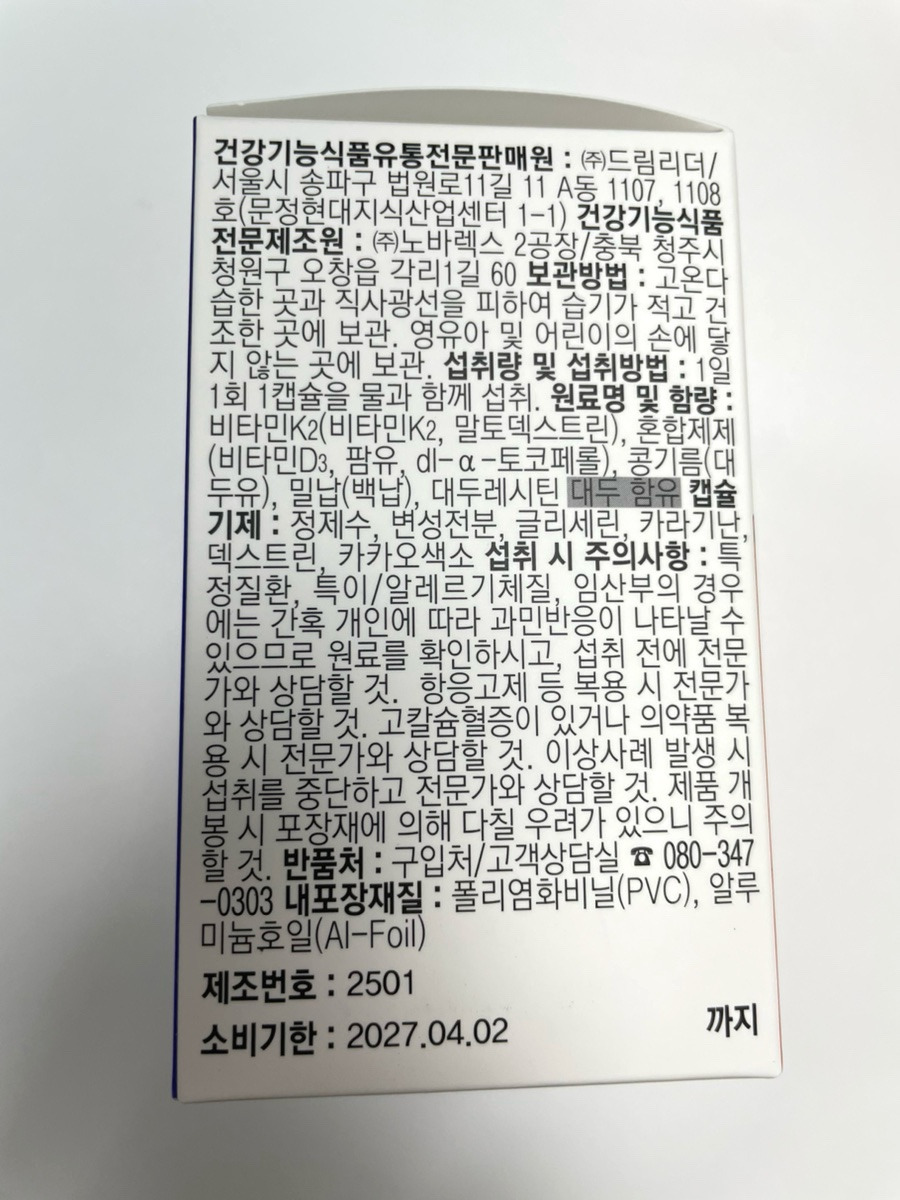 건강기능식품유통전문판매원 : ㈜드림리더/
서울시 송파구 법원로11길 11 A동 1107, 1108
호(문정현대지식산업센터 1-1) 건강기능식품
전문제조원 : ㈜노바렉스 2공장/충북 청주시
청원구 오창읍 각리1길 60 보관방법 : 고온다
습한 곳과 직사광선을 피하여 습기가 적고 건
조한 곳에 보관. 영유아 및 어린이의 손에 닿
지 않는 곳에 보관. 섭취량 및 섭취방법 : 1일
1회 1캡슐을 물과 함께 섭취. 원료명 및 함량 :
비타민K2(비타민K2, 말토덱스트린), 혼합제제
(비타민D3, 팜유, dl-α-토코페롤), 콩기름(대
두유), 밀납(백납), 대두레시틴 대두 함유 캡슐
기제 : 정제수, 변성전분, 글리세린, 카라기난,
덱스트린, 카카오색소 섭취 시 주의사항 : 특
정질환, 특이/알레르기체질, 임산부의 경우
에는 간혹 개인에 따라 과민반응이 나타날 수
있으므로 원료를 확인하시고, 섭취 전에 전문
가와 상담할 것. 항응고제 등 복용 시 전문가
와 상담할 것. 고칼슘혈증이 있거나 의약품 복
용 시 전문가와 상담할 것. 이상사례 발생 시
섭취를 중단하고 전문가와 상담할 것. 제품 개
봉 시 포장재에 의해 다칠 우려가 있으니 주의
할 것. 반품처 : 구입처/고객상담실 ☎ 080-347
-0303 내포장재질 : 폴리염화비닐(PVC), 알루
미늄호일(Al-Foil)
제조번호 : 2501
소비기한 : 2027.04.02 까지